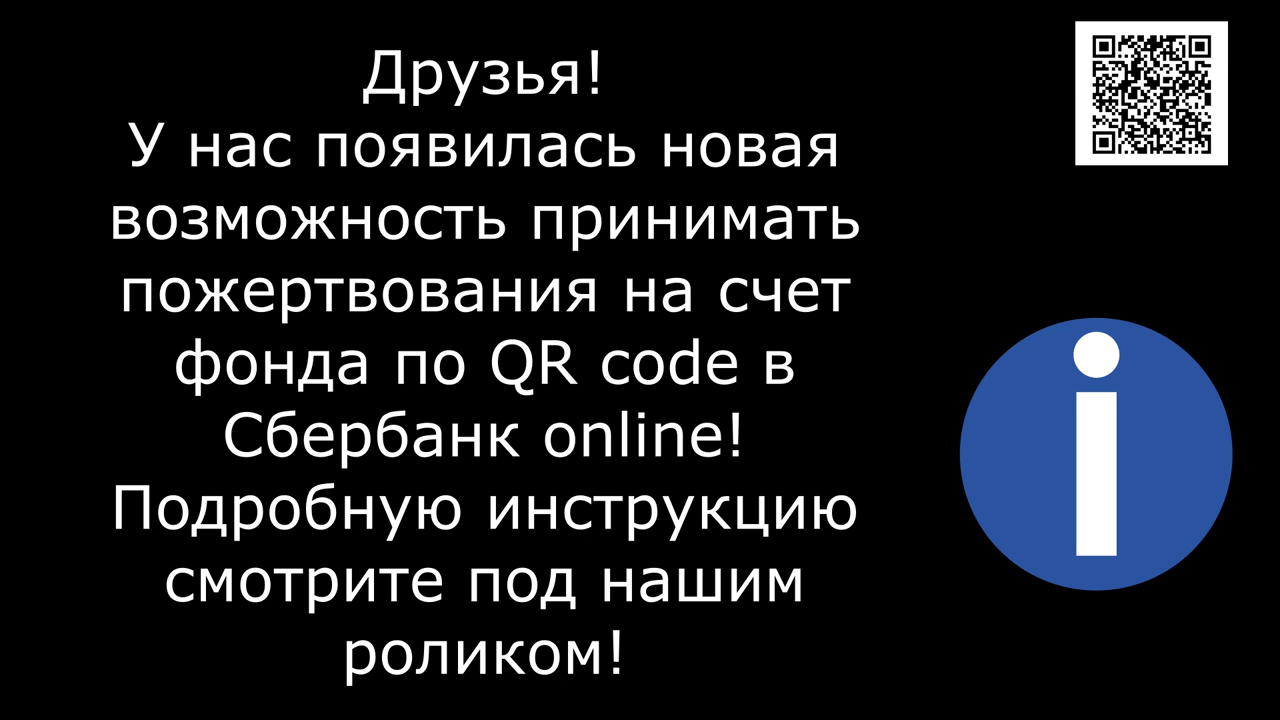 Друзья!
У нас появилась новая
возможность принимать
пожертвования на счет
фонда по QR code в
Сбербанк online!
Подробную инструкцию
смотрите под нашим
роликом!